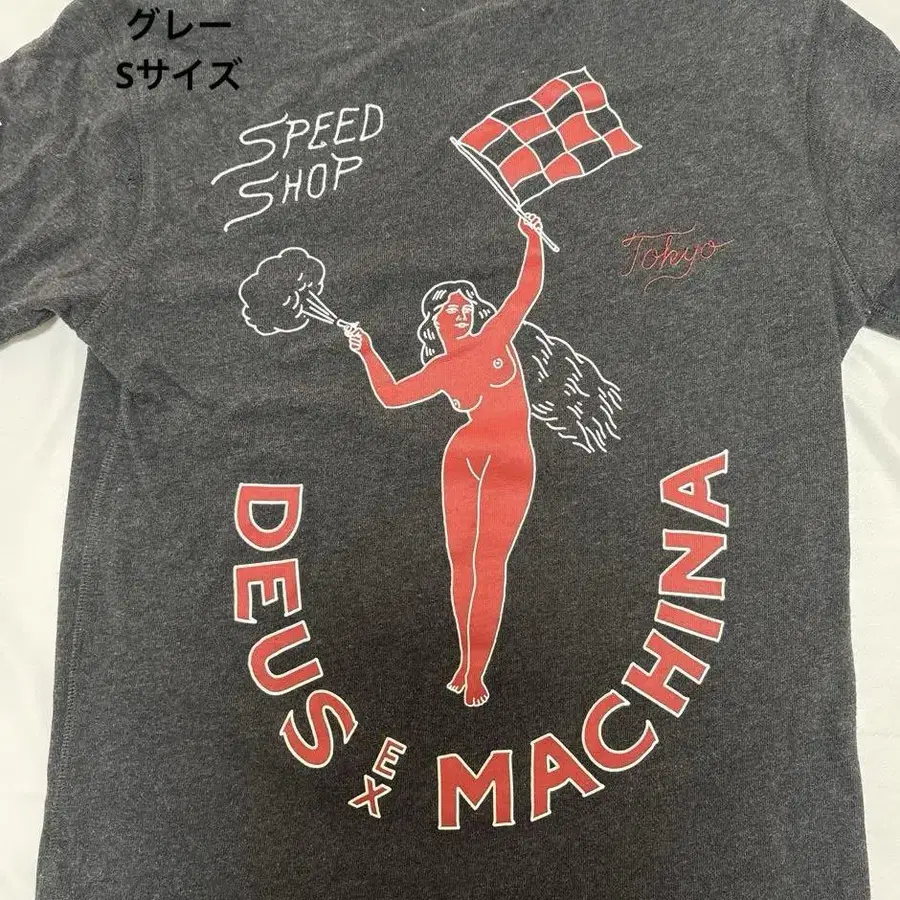 グレー
Sサイズ
SPEED
SHOP
Tokyo
DEUS
EX
MACHINA